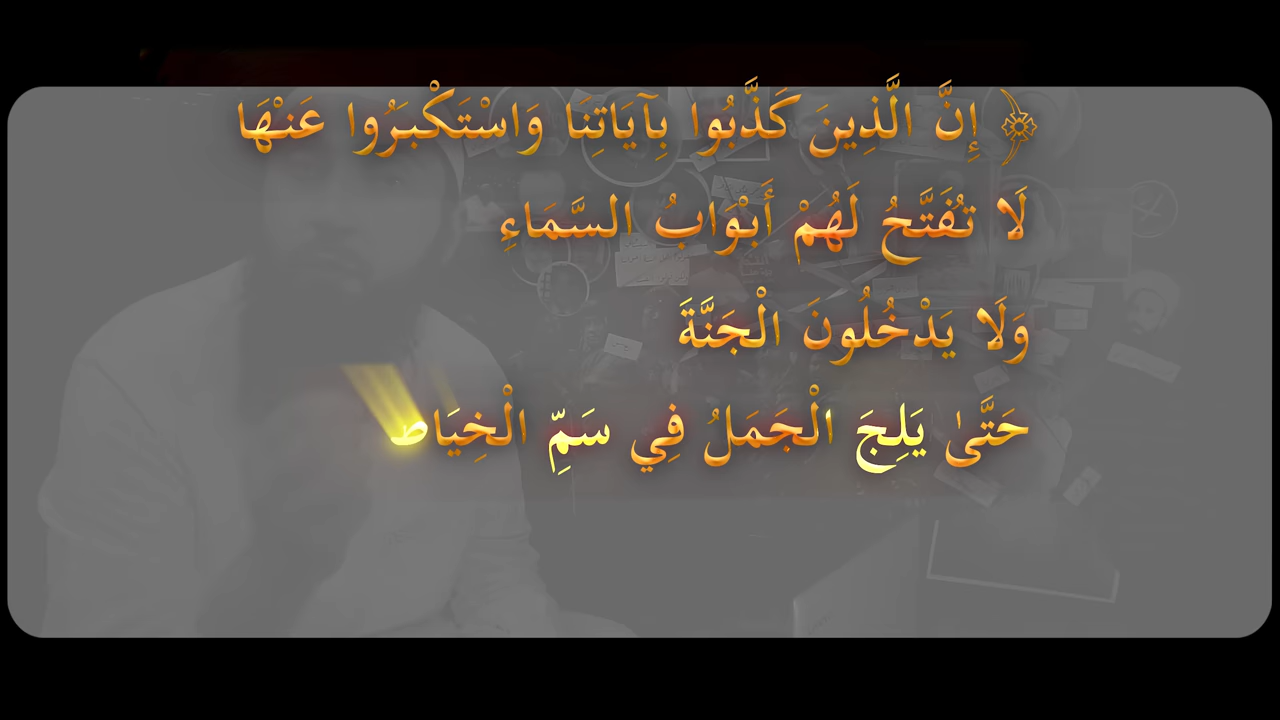 ﴿ إِنَّ الَّذِينَ كَذَّبُوا بِآيَاتِنَا وَاسْتَكْبَرُوا عَنْهَا
لَا تُفَتَّحُ لَهُمْ أَبْوَابُ السَّمَاءِ
وَلَا يَدْخُلُونَ الْجَنَّةَ
حَتَّىٰ يَلِجَ الْجَمَلُ فِي سَمِّ الْخِيَاطِ